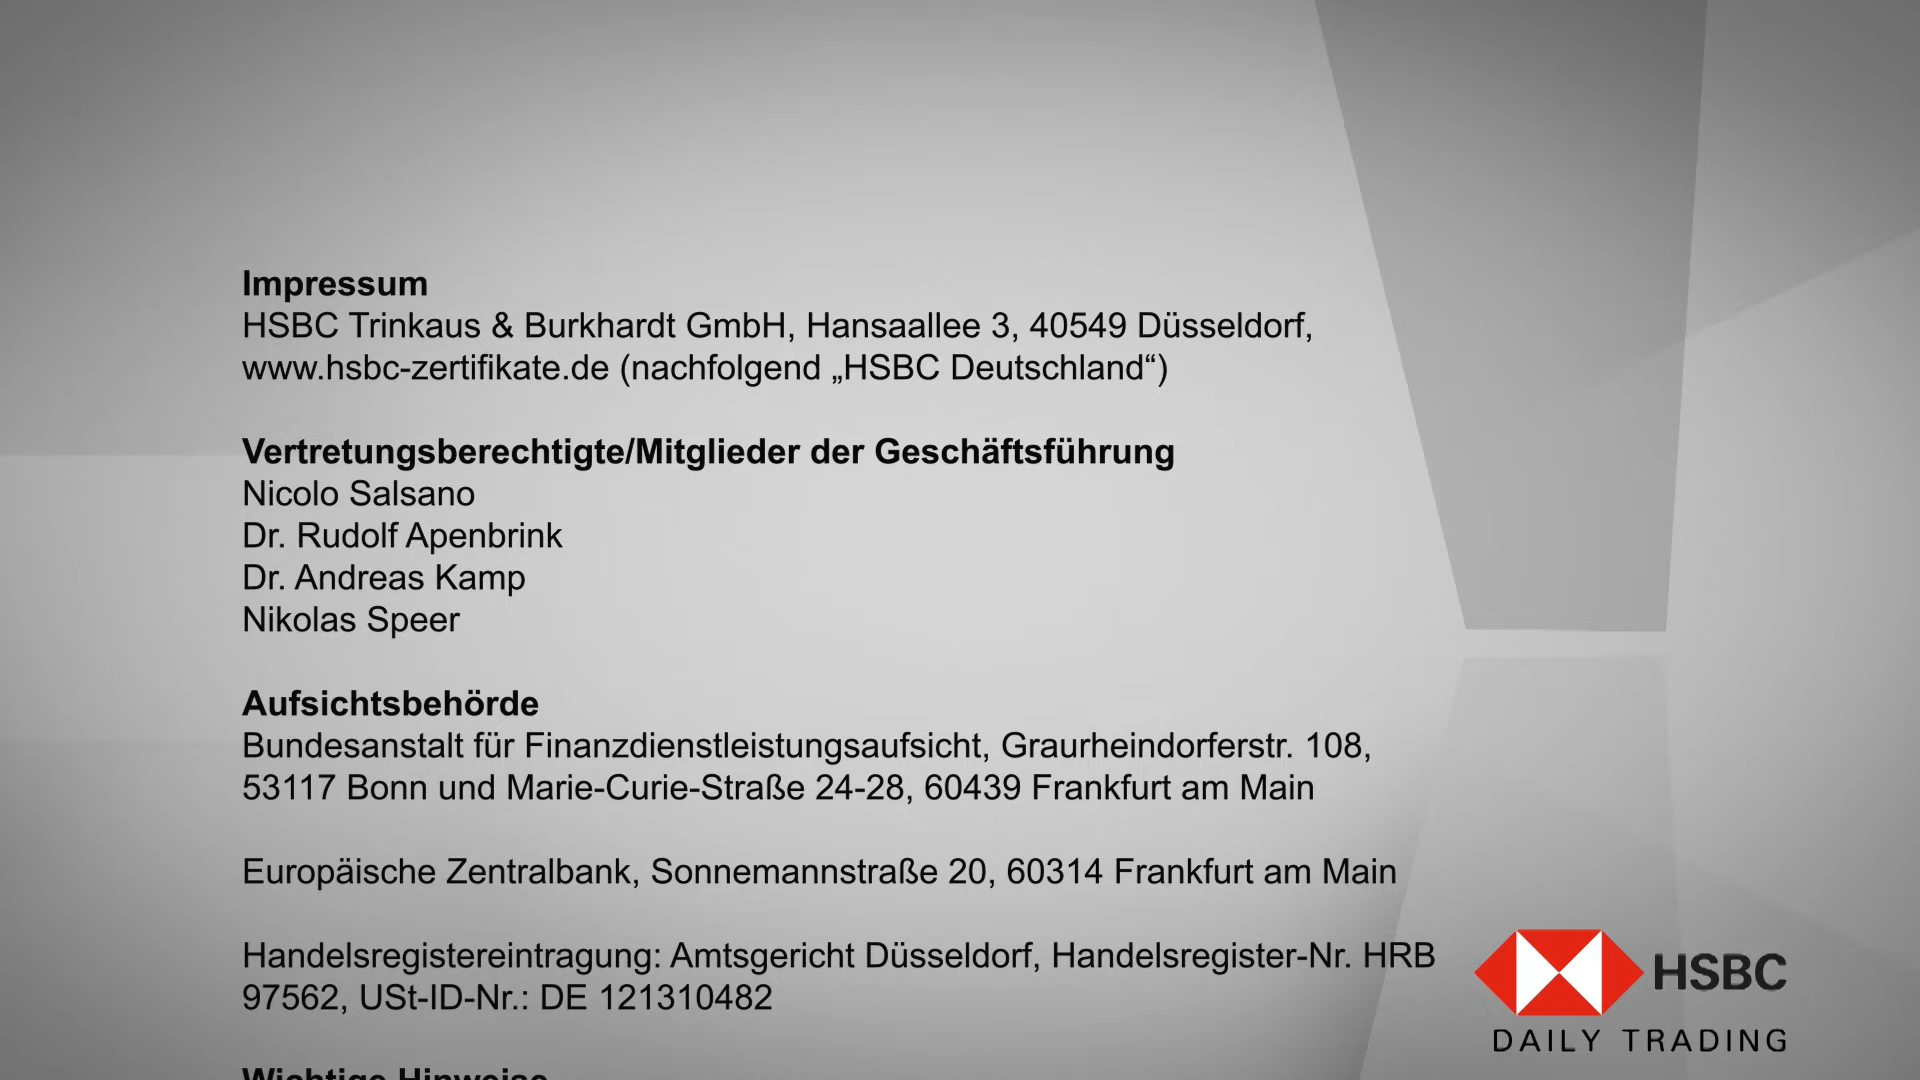 Impressum
HSBC Trinkaus & Burkhardt GmbH, Hansaallee 3, 40549 Düsseldorf,
www.hsbc-zertifikate.de (nachfolgend „HSBC Deutschland“)
Vertretungsberechtigte/Mitglieder der Geschäftsführung
Nicolo Salsano
Dr. Rudolf Apenbrink
Dr. Andreas Kamp
Nikolas Speer
Aufsichtsbehörde
Bundesanstalt für Finanzdienstleistungsaufsicht, Graurheindorferstr. 108,
53117 Bonn und Marie-Curie-Straße 24-28, 60439 Frankfurt am Main
Europäische Zentralbank, Sonnemannstraße 20, 60314 Frankfurt am Main
Handelsregistereintragung: Amtsgericht Düsseldorf, Handelsregister-Nr. HRB
97562, USt-ID-Nr.: DE 121310482
Wichtige Hinweise
HSBC
DAILY TRADING